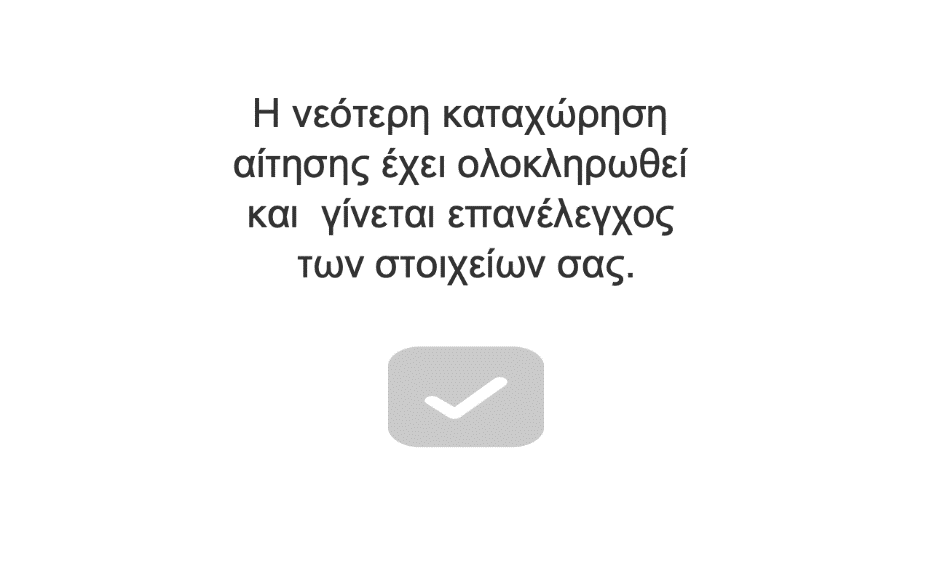 Η νεότερη καταχώρηση
αίτησης έχει ολοκληρωθεί
και  γίνεται επανέλεγχος
των στοιχείων σας.